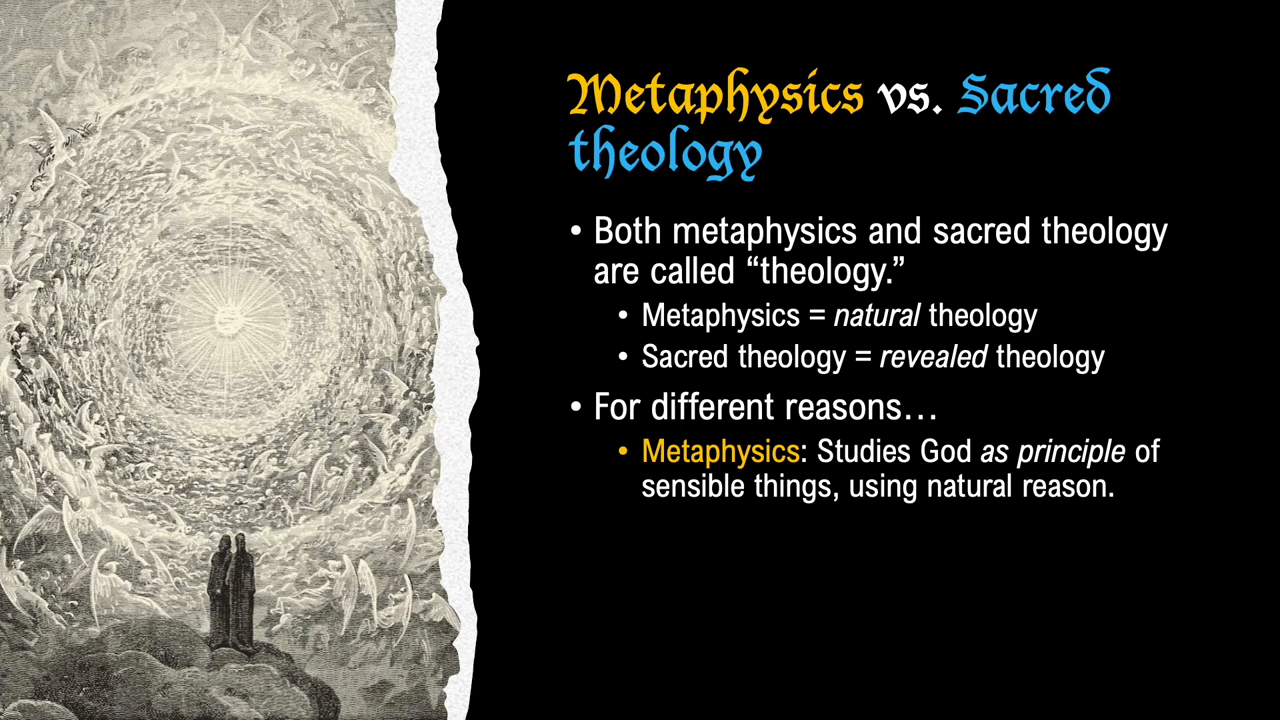 Metaphysics vs. Sacred
theology
• Both metaphysics and sacred theology
are called “theology.”
• Metaphysics = natural theology
• Sacred theology = revealed theology
• For different reasons…
• Metaphysics: Studies God as principle of
sensible things, using natural reason.